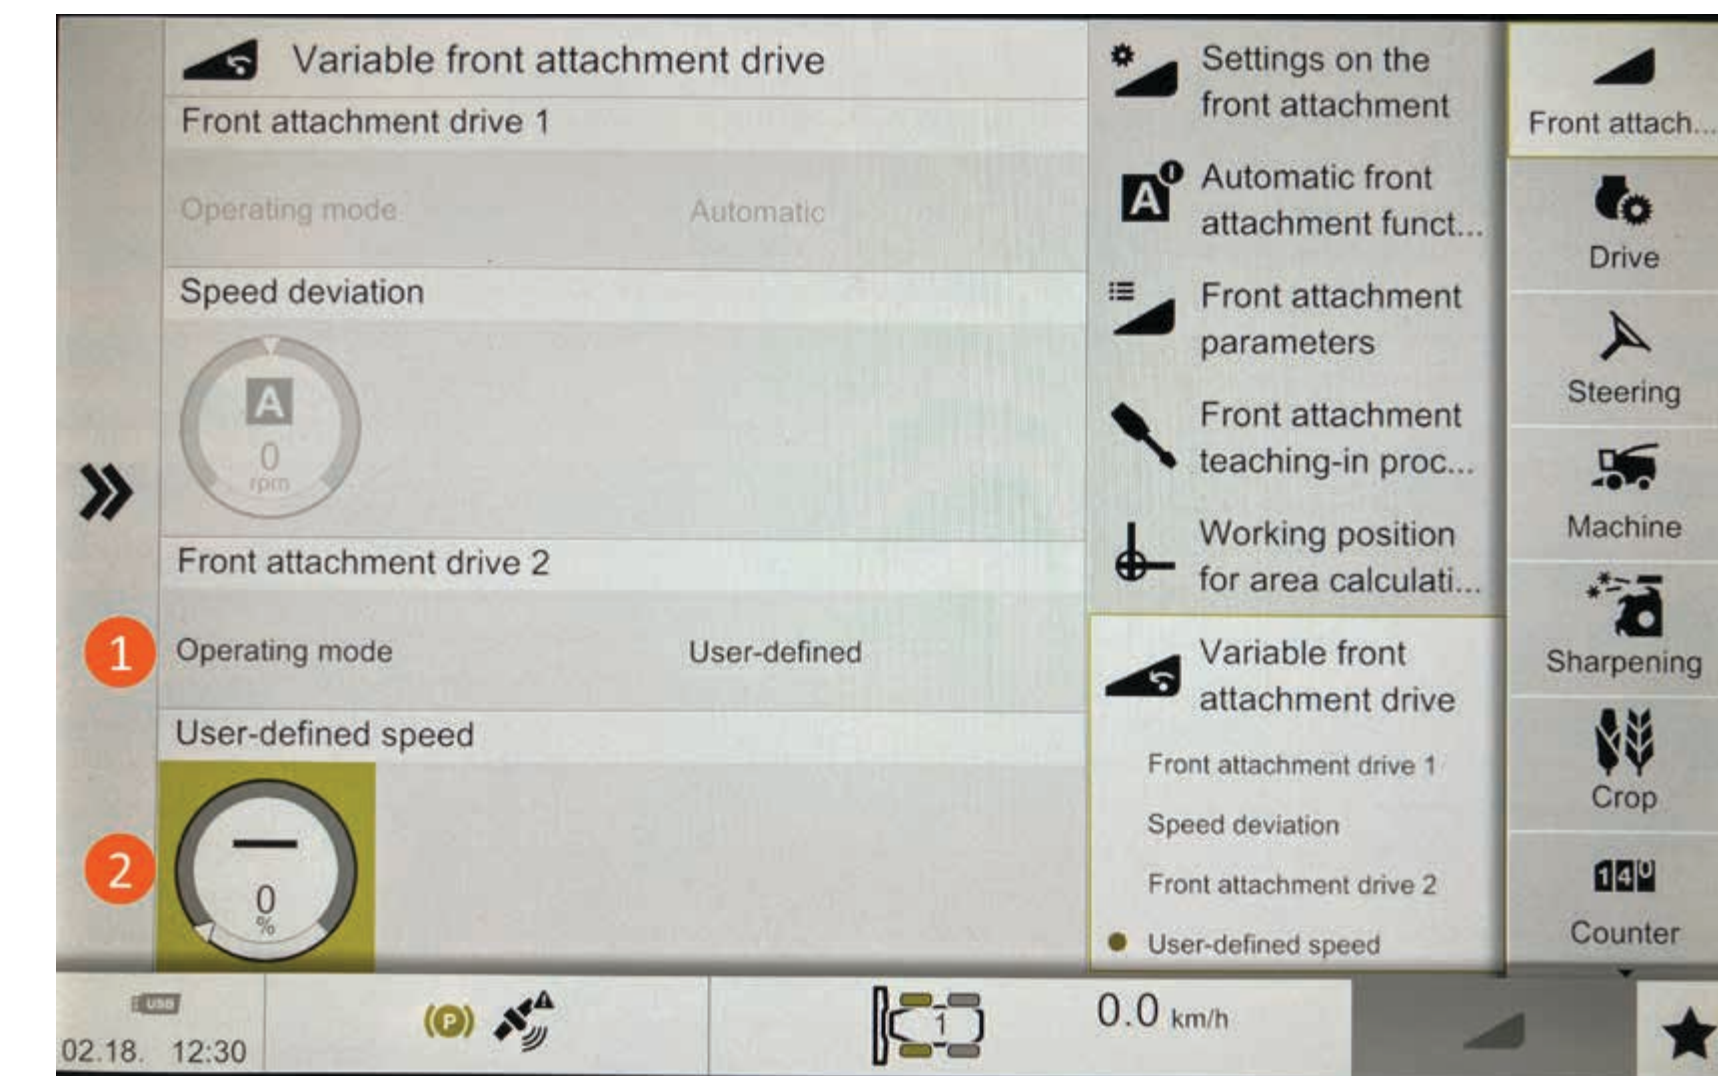 Variable front attachment drive
Front attachment drive 1
Operating mode Automatic
Speed deviation
A
0
rpm
Front attachment drive 2
1
Operating mode User-defined
User-defined speed
2
0
%
Settings on the
front attachment
A
Automatic front
attachment funct...
Front attachment
parameters
Front attachment
teaching-in proc...
Working position
for area calculati...
Variable front
attachment drive
Front attachment drive 1
Speed deviation
Front attachment drive 2
User-defined speed
Front attach...
Drive
Steering
Machine
Sharpening
Crop
140
Counter
USB
02.18. 12:30
(P)
1
0.0 km/h